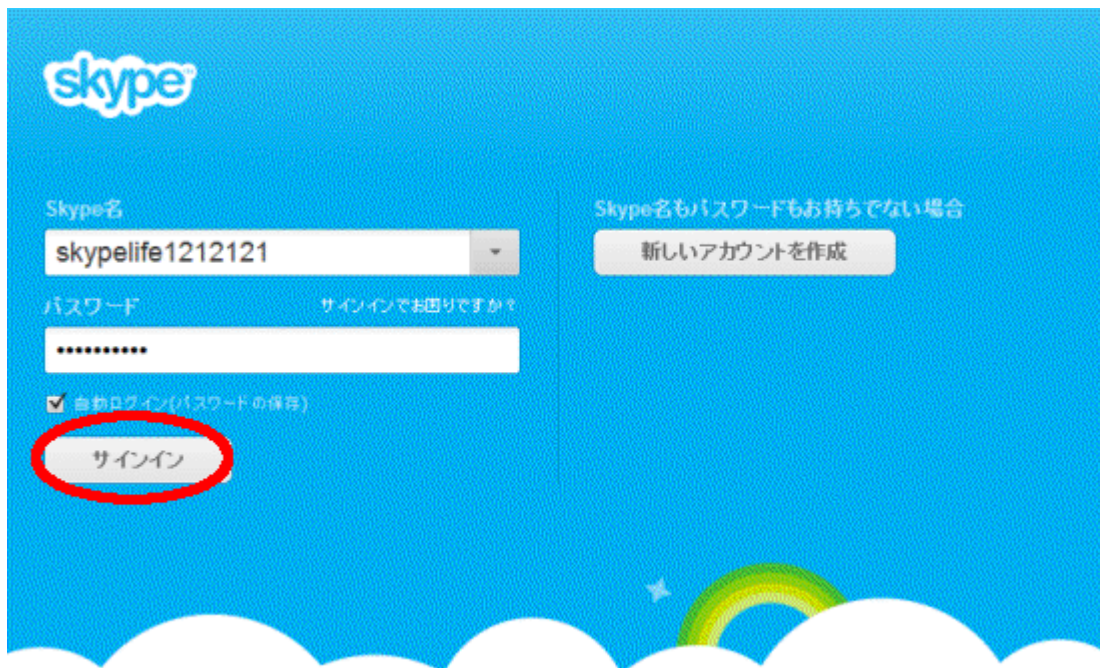 skype
Skype名
skypelife1212121
パスワード サインインでお困りですか?
••••••••••
自動ログイン(パスワードの保存)
サインイン
Skype名もパスワードもお持ちでない場合
新しいアカウントを作成